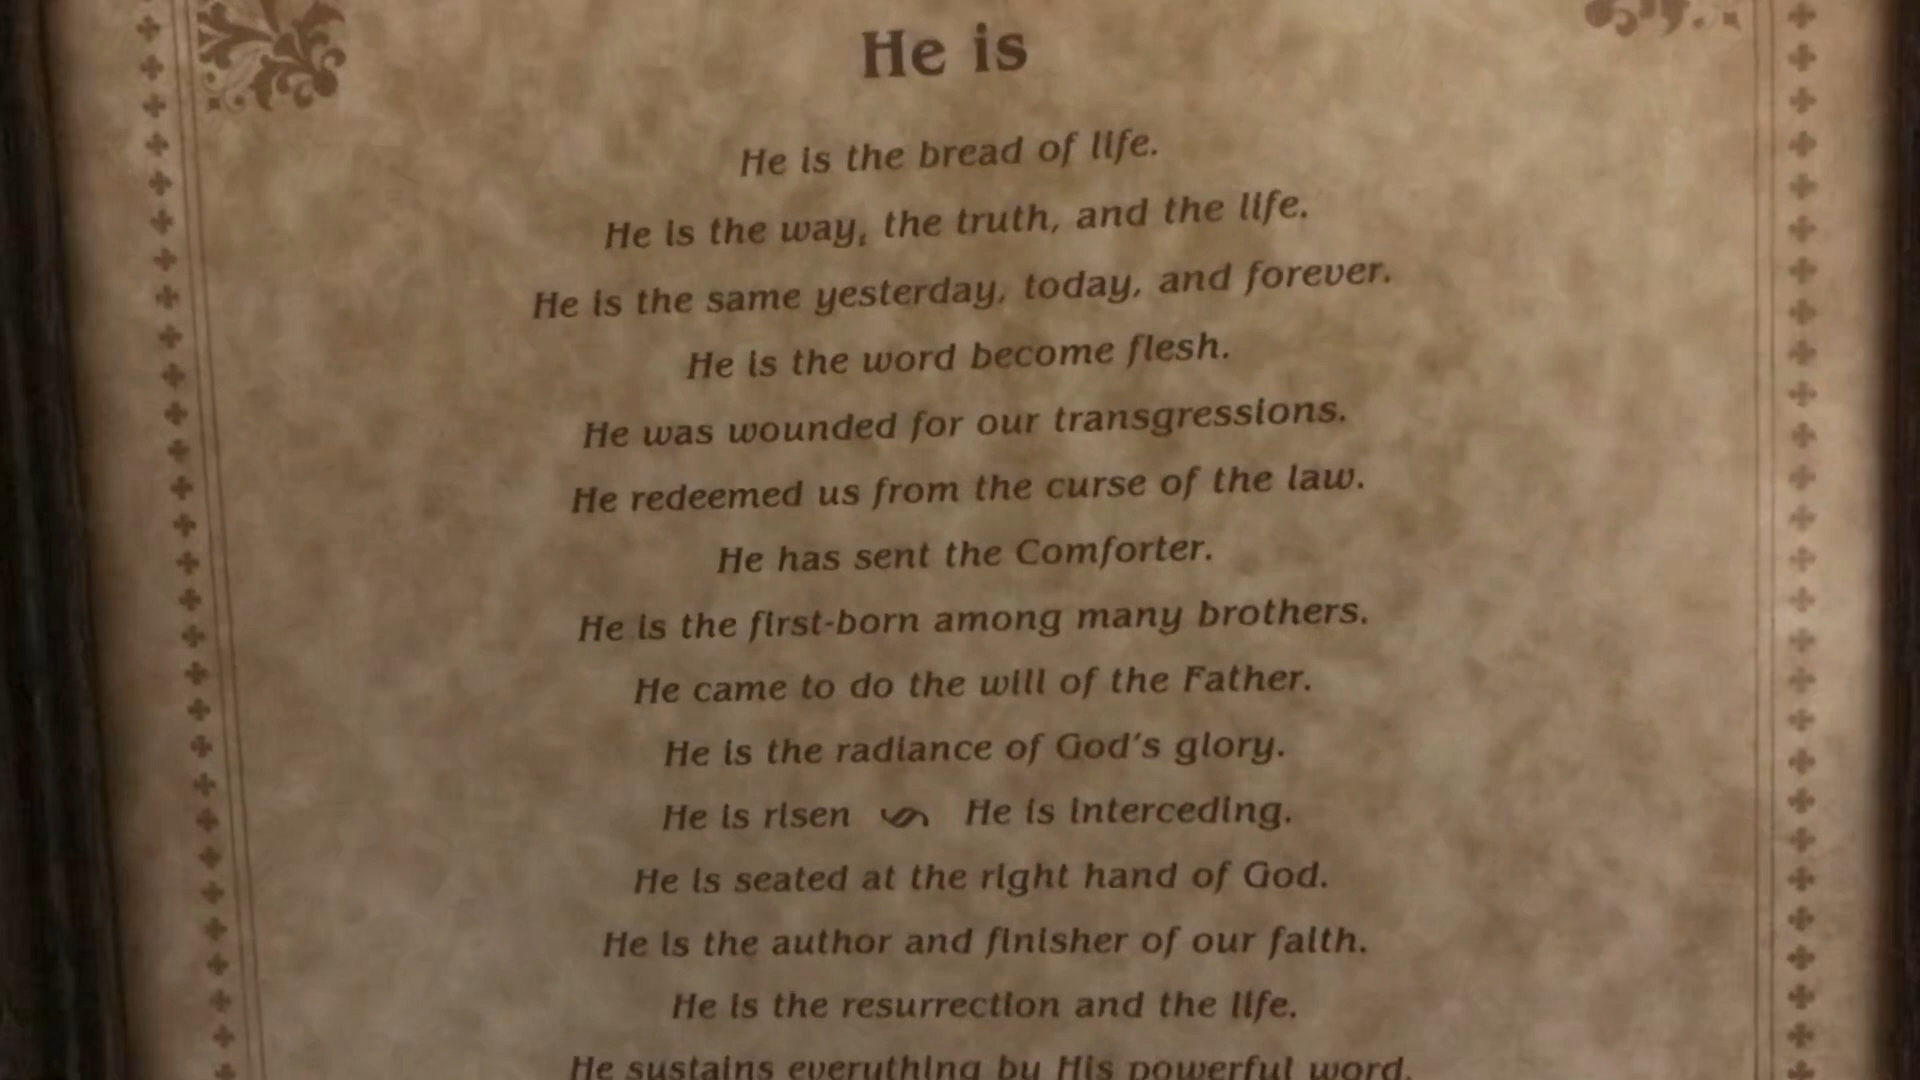 He is
He is the bread of life.
He is the way, the truth, and the life.
He is the same yesterday, today, and forever.
He is the word become flesh.
He was wounded for our transgressions.
He redeemed us from the curse of the law.
He has sent the Comforter.
He is the first-born among many brothers.
He came to do the will of the Father.
He is the radiance of God's glory.
He is risen He is interceding.
He is seated at the right hand of God.
He is the author and finisher of our faith.
He is the resurrection and the life.
He sustains everything by His powerful word.